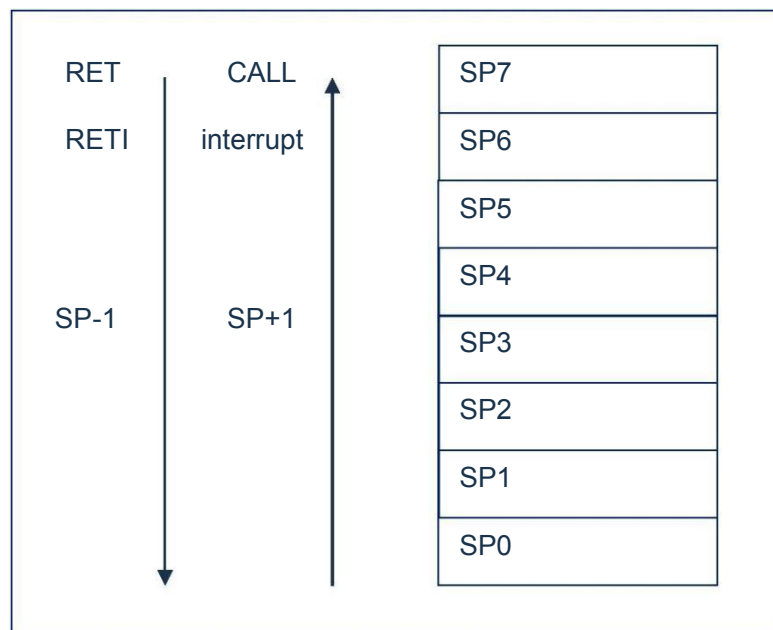 RET CALL SP7
RETI interrupt SP6
SP5
SP4
SP-1 SP+1
SP3
SP2
SP1
SP0